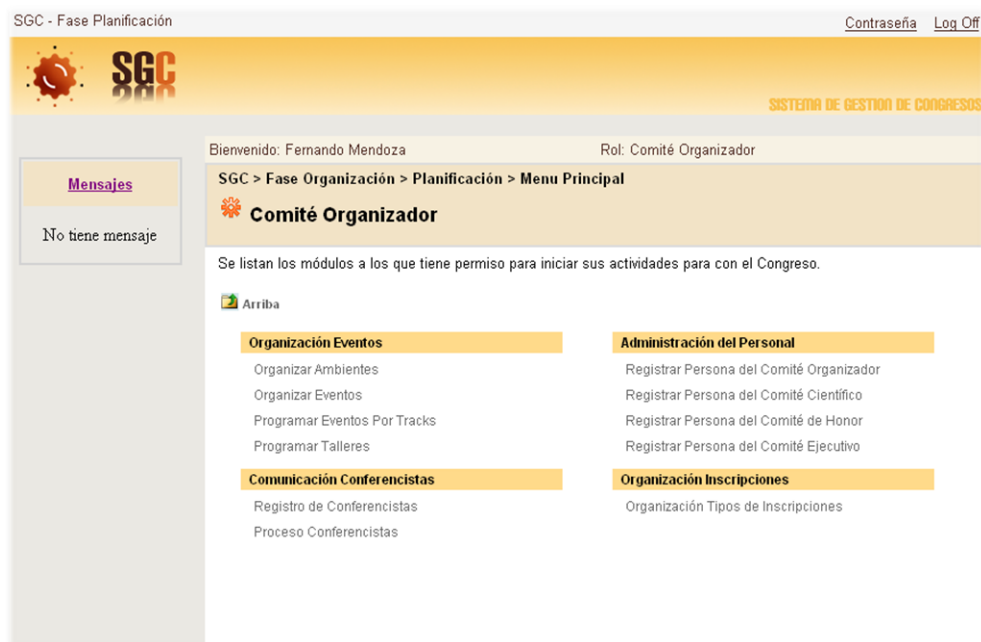 SGC - Fase Planificación
Contraseña Log Off
SGC
SISTEMA DE GESTION DE CONGRESOS
Bienvenido: Fernando Mendoza Rol: Comité Organizador
Mensajes
No tiene mensaje
SGC > Fase Organización > Planificación > Menu Principal
Comité Organizador
Se listan los módulos a los que tiene permiso para iniciar sus actividades para con el Congreso.
Arriba
Organización Eventos
Organizar Ambientes
Organizar Eventos
Programar Eventos Por Tracks
Programar Talleres
Comunicación Conferencistas
Registro de Conferencistas
Proceso Conferencistas
Administración del Personal
Registrar Persona del Comité Organizador
Registrar Persona del Comité Científico
Registrar Persona del Comité de Honor
Registrar Persona del Comité Ejecutivo
Organización Inscripciones
Organización Tipos de Inscripciones